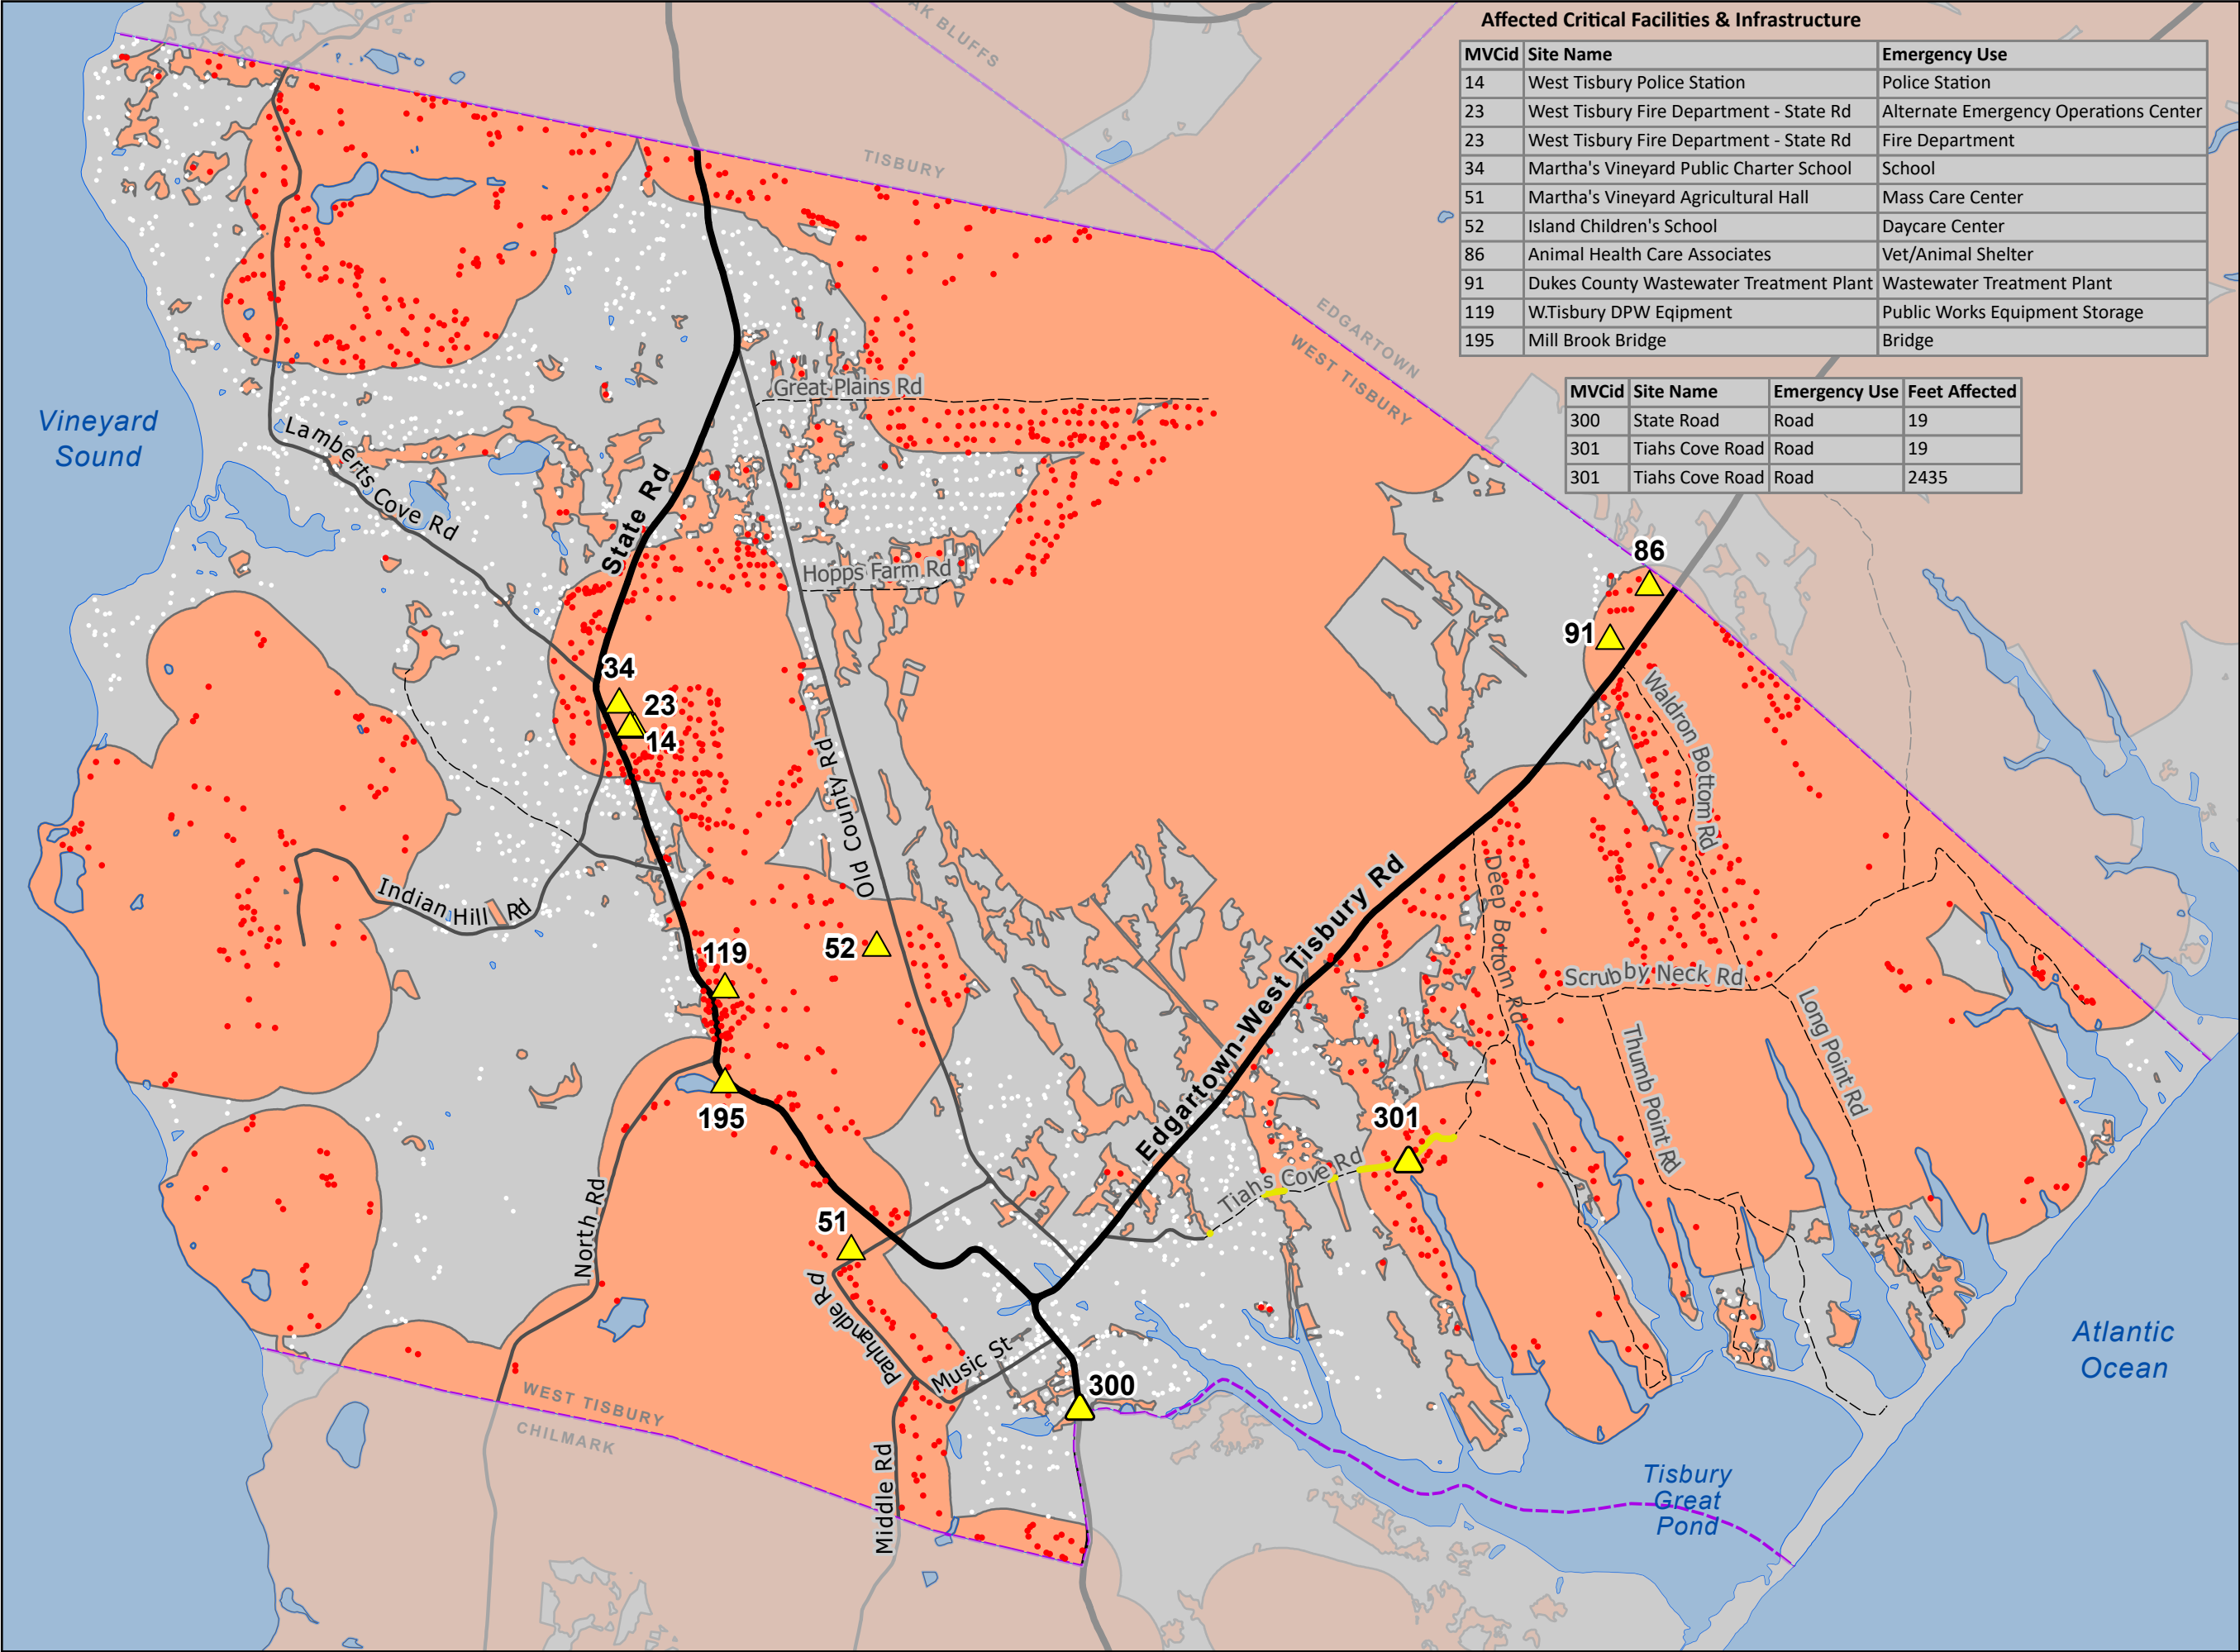 Affected Critical Facilities & Infrastructure
MVCid Site Name Emergency Use
14 West Tisbury Police Station Police Station
23 West Tisbury Fire Department - State Rd Alternate Emergency Operations Center
23 West Tisbury Fire Department - State Rd Fire Department
34 Martha's Vineyard Public Charter School School
51 Martha's Vineyard Agricultural Hall Mass Care Center
52 Island Children's School Daycare Center
86 Animal Health Care Associates Vet/Animal Shelter
91 Dukes County Wastewater Treatment Plant Wastewater Treatment Plant
119 W.Tisbury DPW Eqipment Public Works Equipment Storage
195 Mill Brook Bridge Bridge
MVCid Site Name Emergency Use Feet Affected
300 State Road Road 19
301 Tiahs Cove Road Road 19
301 Tiahs Cove Road Road 2435
AK BLUFFS
TISBURY
EDGARTOWN
WEST TISBURY
Vineyard
Sound
Great Plains Rd
Lamberts Cove Rd
State Rd
Hopps Farm Rd
86
91
34
23
14
Waldron Bottom Rd
Old County Rd
Indian Hill Rd
Edgartown-West Tisbury Rd
Deep Bottom Rd
52
119
Scrubby Neck Rd
Long Point Rd
Thumb Point Rd
195
301
Tiahs Cove Rd
North Rd
51
Panhandle Rd
Music St
300
Atlantic
Ocean
WEST TISBURY
CHILMARK
Middle Rd
Tisbury
Great
Pond